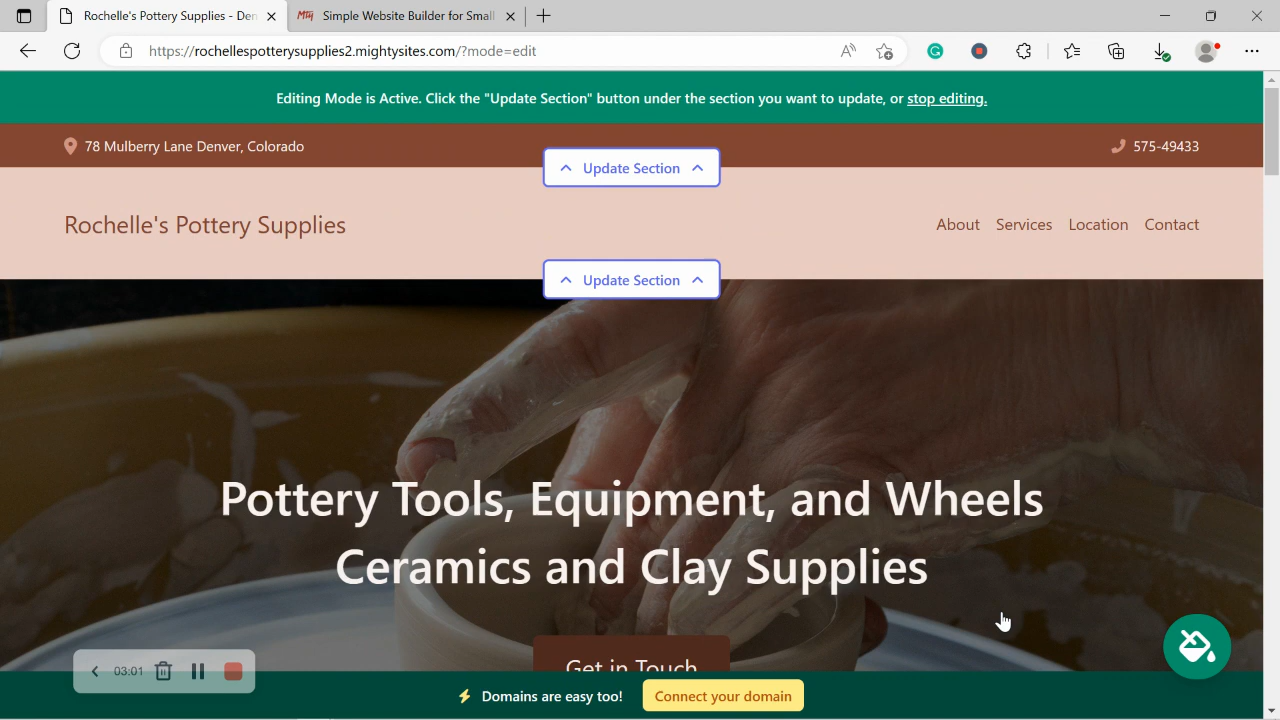 Rochelle's Pottery Supplies - Den
Simple Website Builder for Small
https://rochellespotterysupplies2.mightysites.com/?mode=edit
Editing Mode is Active. Click the "Update Section" button under the section you want to update, or stop editing.
78 Mulberry Lane Denver, Colorado
575-49433
Update Section
Rochelle's Pottery Supplies
About Services Location Contact
Update Section
Pottery Tools, Equipment, and Wheels
Ceramics and Clay Supplies
Get in Touch
03:01
Domains are easy too!
Connect your domain